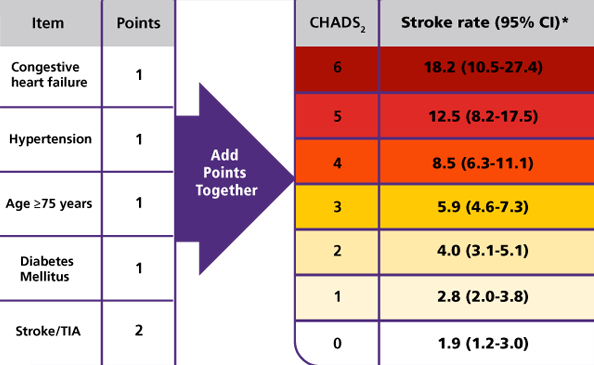 Item Points
Congestive
heart failure
1
Hypertension 1
Age ≥75 years 1
Diabetes
Mellitus
1
Stroke/TIA 2
Add
Points
Together
CHADS2 Stroke rate (95% CI)*
6 18.2 (10.5-27.4)
5 12.5 (8.2-17.5)
4 8.5 (6.3-11.1)
3 5.9 (4.6-7.3)
2 4.0 (3.1-5.1)
1 2.8 (2.0-3.8)
0 1.9 (1.2-3.0)